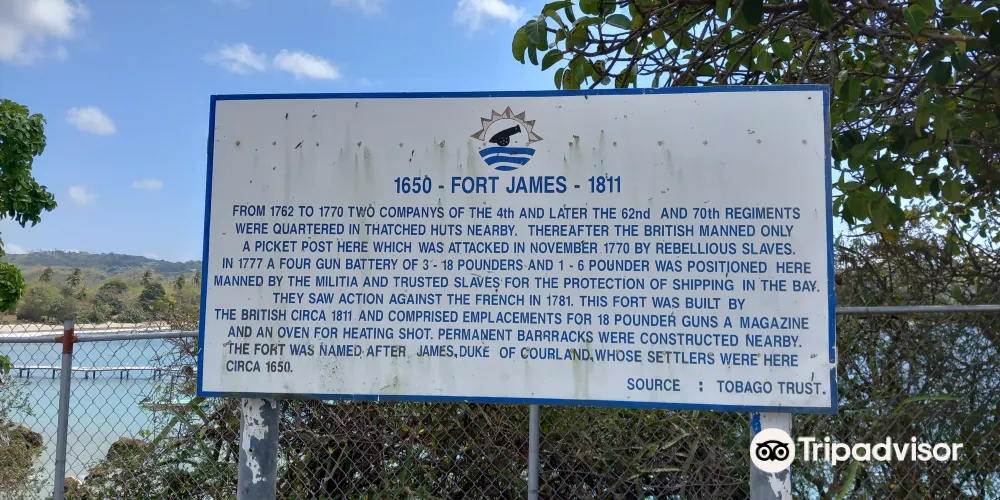 1650 - FORT JAMES - 1811
FROM 1762 TO 1770 TWO COMPANYS OF THE 4th AND LATER THE 62nd AND 70th REGIMENTS
WERE QUARTERED IN THATCHED HUTS NEARBY. THEREAFTER THE BRITISH MANNED ONLY
A PICKET POST HERE WHICH WAS ATTACKED IN NOVEMBER 1770 BY REBELLIOUS SLAVES.
IN 1777 A FOUR GUN BATTERY OF 3 - 18 POUNDERS AND 1 - 6 POUNDER WAS POSITIONED HERE
MANNED BY THE MILITIA AND TRUSTED SLAVES FOR THE PROTECTION OF SHIPPING IN THE BAY.
THEY SAW ACTION AGAINST THE FRENCH IN 1781. THIS FORT WAS BUILT BY
THE BRITISH CIRCA 1811 AND COMPRISED EMPLACEMENTS FOR 18 POUNDER GUNS A MAGAZINE
AND AN OVEN FOR HEATING SHOT. PERMANENT BARRRACKS WERE CONSTRUCTED NEARBY.
THE FORT WAS NAMED AFTER JAMES, DUKE OF COURLAND, WHOSE SETTLERS WERE HERE
CIRCA 1650.
SOURCE : TOBAGO TRUST.
Tripadvisor